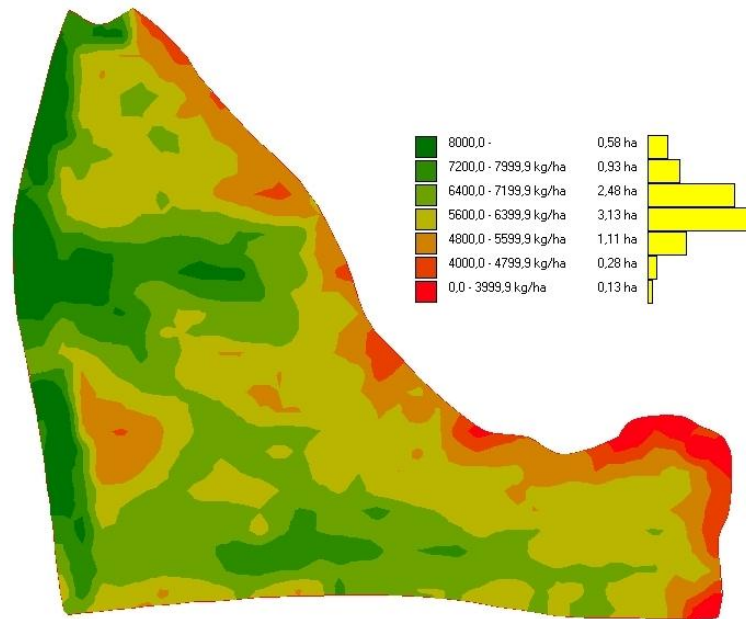 8000,0 - 0,58 ha
7200,0 - 7999,9 kg/ha 0,93 ha
6400,0 - 7199,9 kg/ha 2,48 ha
5600,0 - 6399,9 kg/ha 3,13 ha
4800,0 - 5599,9 kg/ha 1,11 ha
4000,0 - 4799,9 kg/ha 0,28 ha
0,0 - 3999,9 kg/ha 0,13 ha